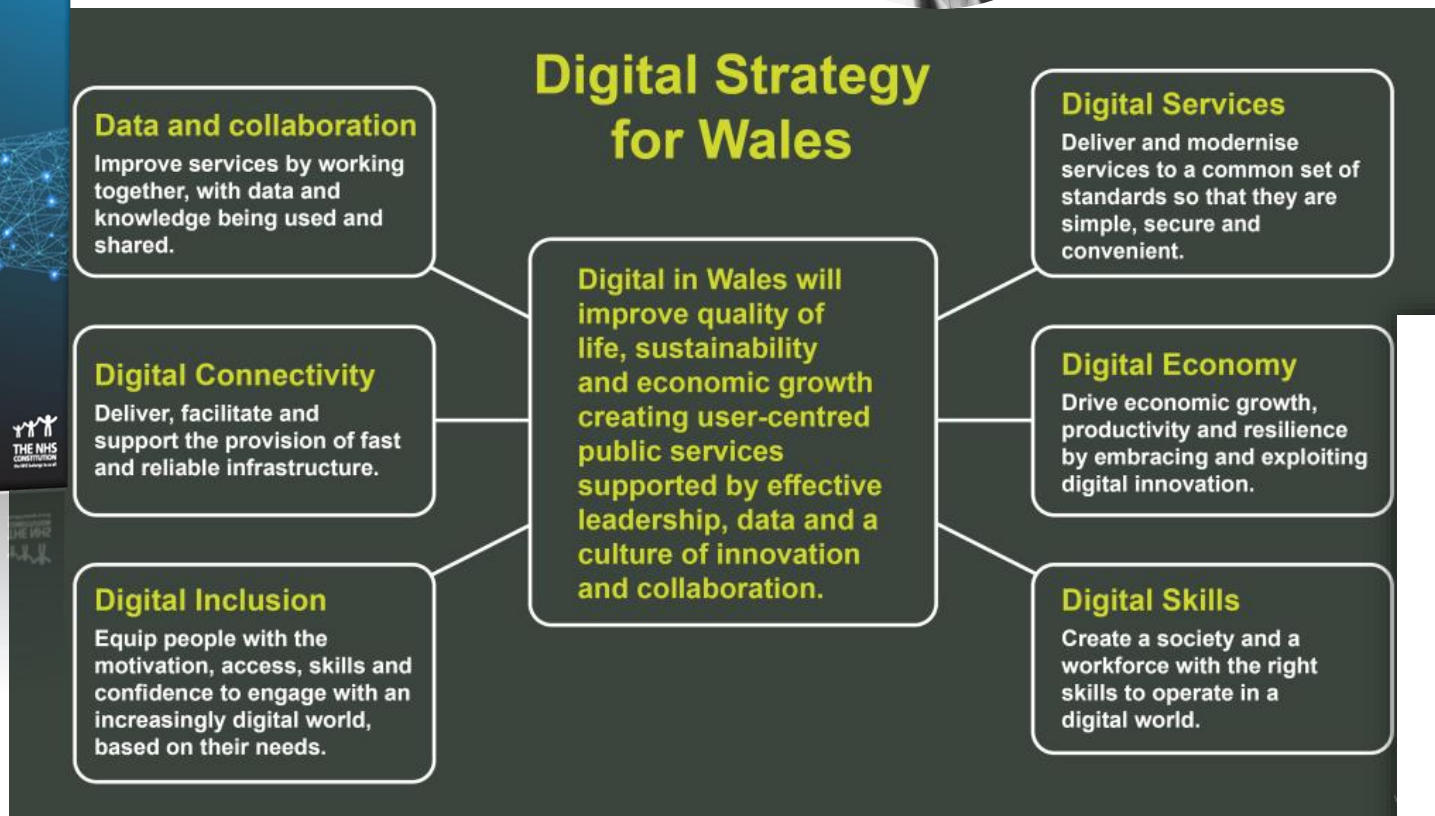 Digital Strategy
for Wales
Data and collaboration
Improve services by working
together, with data and
knowledge being used and
shared.
Digital Connectivity
Deliver, facilitate and
support the provision of fast
and reliable infrastructure.
Digital Inclusion
Equip people with the
motivation, access, skills and
confidence to engage with an
increasingly digital world,
based on their needs.
Digital in Wales will
improve quality of
life, sustainability
and economic growth
creating user-centred
public services
supported by effective
leadership, data and a
culture of innovation
and collaboration.
Digital Services
Deliver and modernise
services to a common set of
standards so that they are
simple, secure and
convenient.
Digital Economy
Drive economic growth,
productivity and resilience
by embracing and exploiting
digital innovation.
Digital Skills
Create a society and a
workforce with the right
skills to operate in a
digital world.
THE NHS
CONSTITUTION